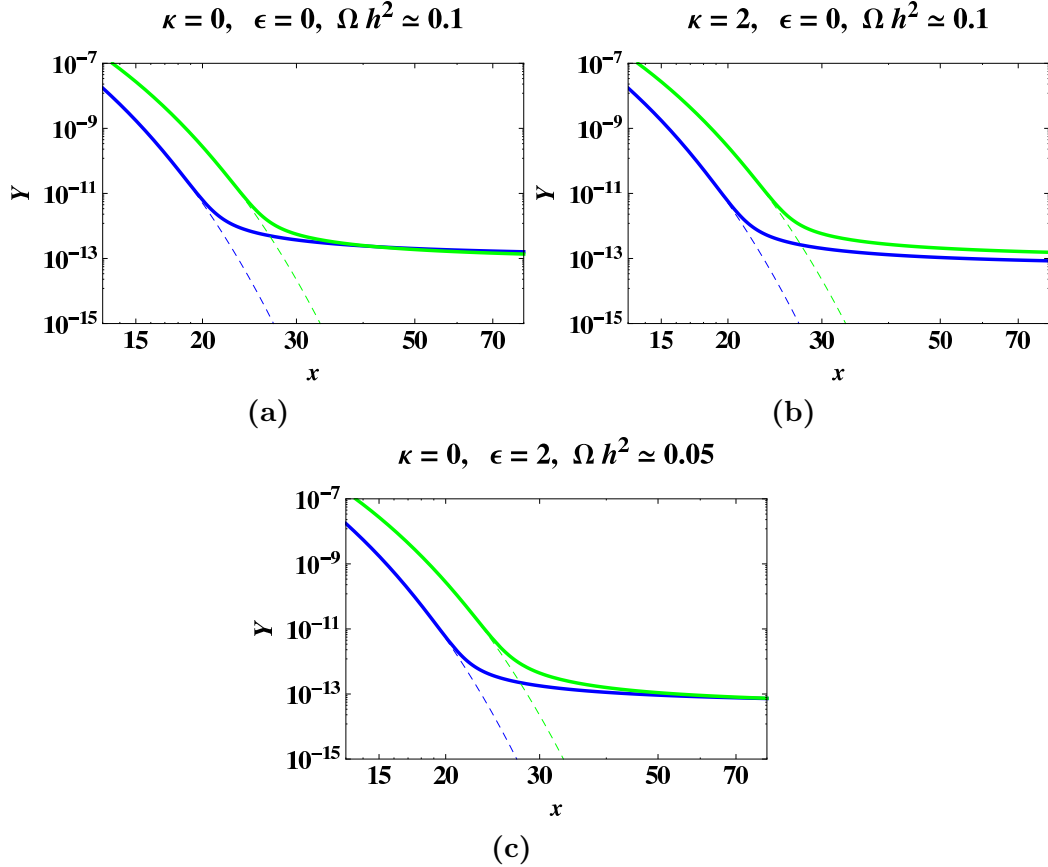 κ = 0, ϵ = 0, Ω h² ≃ 0.1
κ = 2, ϵ = 0, Ω h² ≃ 0.1
10⁻⁷
10⁻⁹
10⁻¹¹
10⁻¹³
10⁻¹⁵
Y
15 20 30 50 70
x
(a)
10⁻⁷
10⁻⁹
10⁻¹¹
10⁻¹³
10⁻¹⁵
Y
15 20 30 50 70
x
(b)
κ = 0, ϵ = 2, Ω h² ≃ 0.05
10⁻⁷
10⁻⁹
10⁻¹¹
10⁻¹³
10⁻¹⁵
Y
15 20 30 50 70
x
(c)